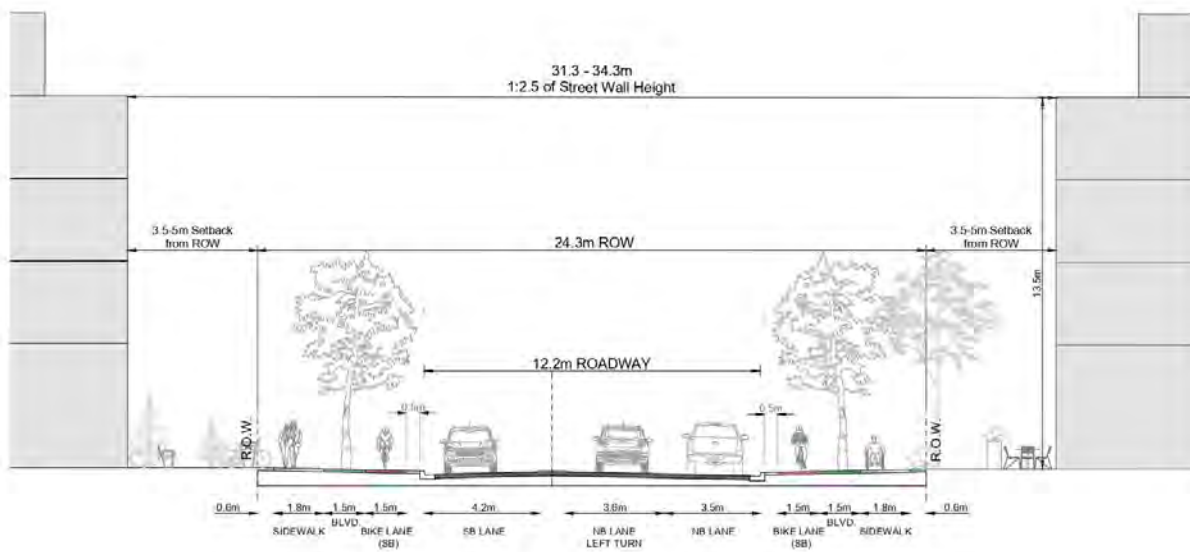 31.3 - 34.3m
1:2.5 of Street Wall Height
3.5-5m Setback
from ROW
24.3m ROW
3.5-5m Setback
from ROW
13.5m
12.2m ROADWAY
0.5m
0.5m
R.O.W.
R.O.W.
0.6m
1.8m
1.5m
1.5m
4.2m
3.6m
3.5m
1.5m
1.5m
1.8m
0.6m
SIDEWALK
BLVD.
BIKE LANE
(SB)
SB LANE
NB LANE
LEFT TURN
NB LANE
BIKE LANE
(SB)
BLVD.
SIDEWALK